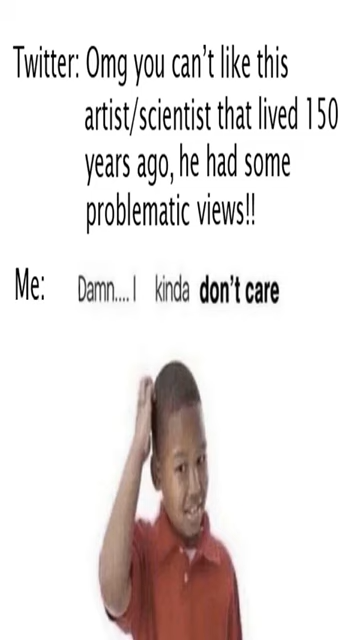 Twitter: Omg you can't like this
artist/scientist that lived 150
years ago, he had some
problematic views!!
Me: Damn.... I kinda don't care